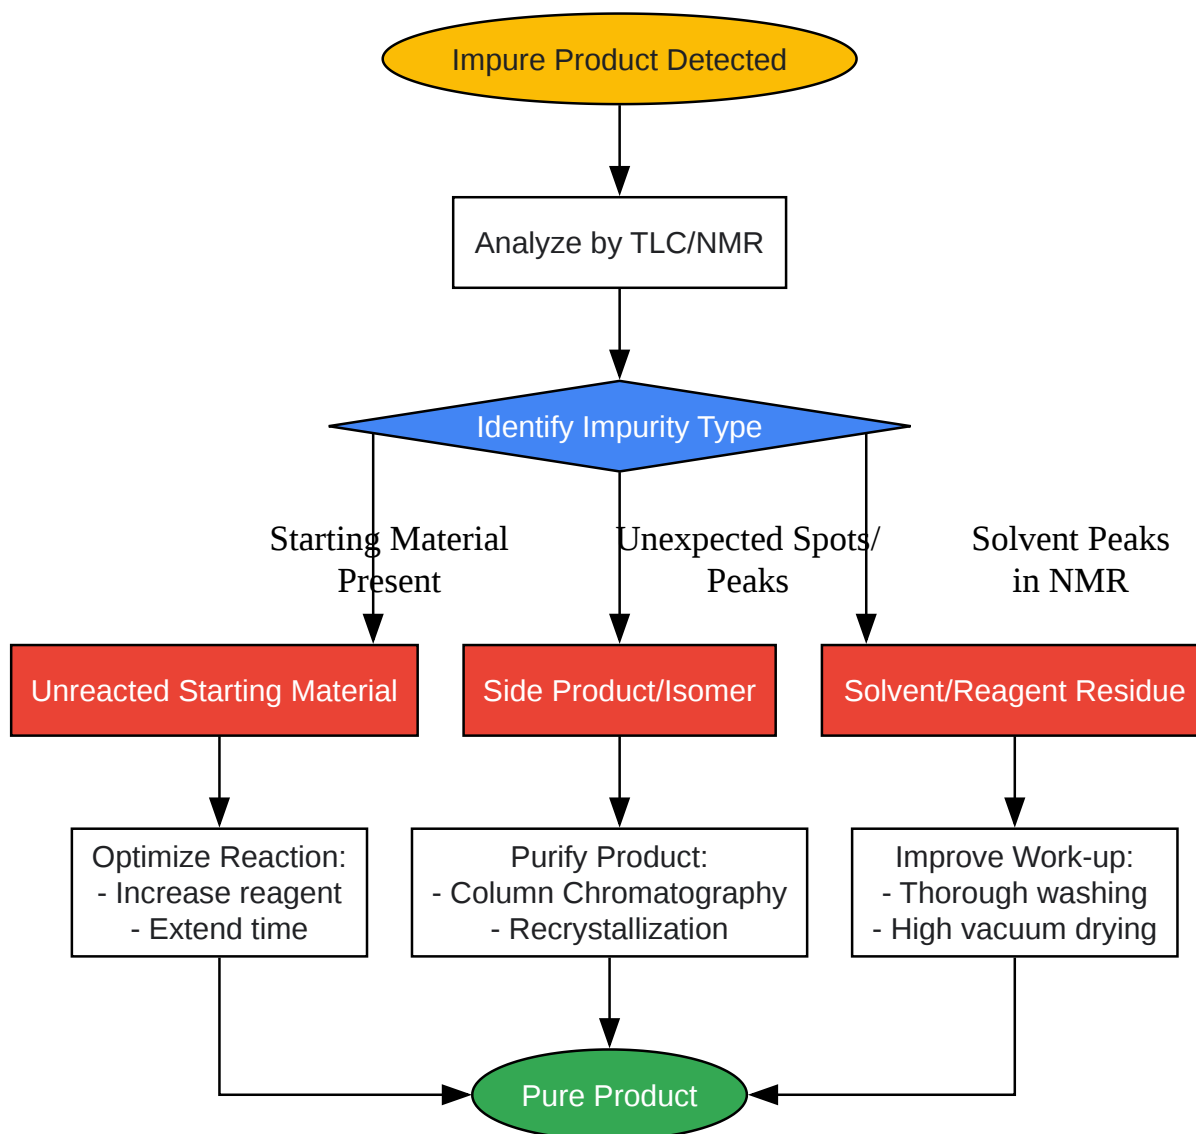 Impure Product Detected
Analyze by TLC/NMR
Identify Impurity Type
Starting Material
Present
Unexpected Spots/
Peaks
Solvent Peaks
in NMR
Unreacted Starting Material
Side Product/Isomer
Solvent/Reagent Residue
Optimize Reaction:
- Increase reagent
- Extend time
Purify Product:
- Column Chromatography
- Recrystallization
Improve Work-up:
- Thorough washing
- High vacuum drying
Pure Product